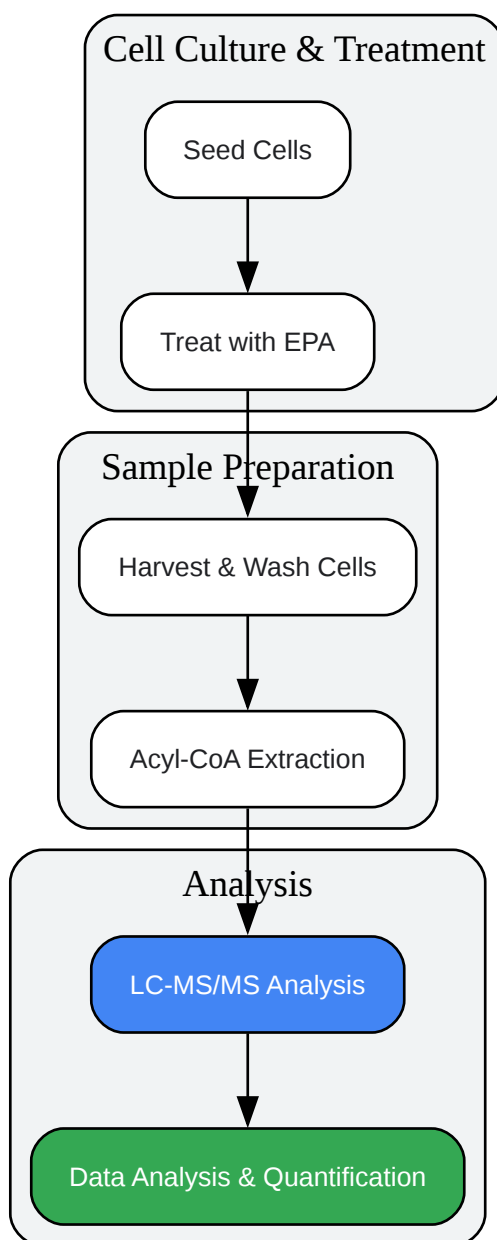 Cell Culture & Treatment
Seed Cells
Treat with EPA
Sample Preparation
Harvest & Wash Cells
Acyl-CoA Extraction
Analysis
LC-MS/MS Analysis
Data Analysis & Quantification